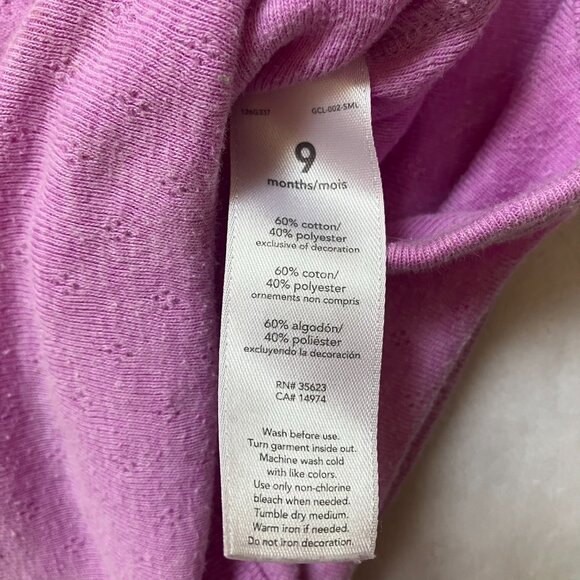 GCL-002-SML
9
months/mois
60% cotton/
40% polyester
exclusive of decoration
60% coton/
40% polyester
ornements non compris
60% algodón/
40% poliéster
excluyendo la decoración
RN# 35623
CA# 14974
Wash before use.
Turn garment inside out.
Machine wash cold
with like colors.
Use only non-chlorine
bleach when needed.
Tumble dry medium.
Warm iron if needed.
Do not iron decoration.